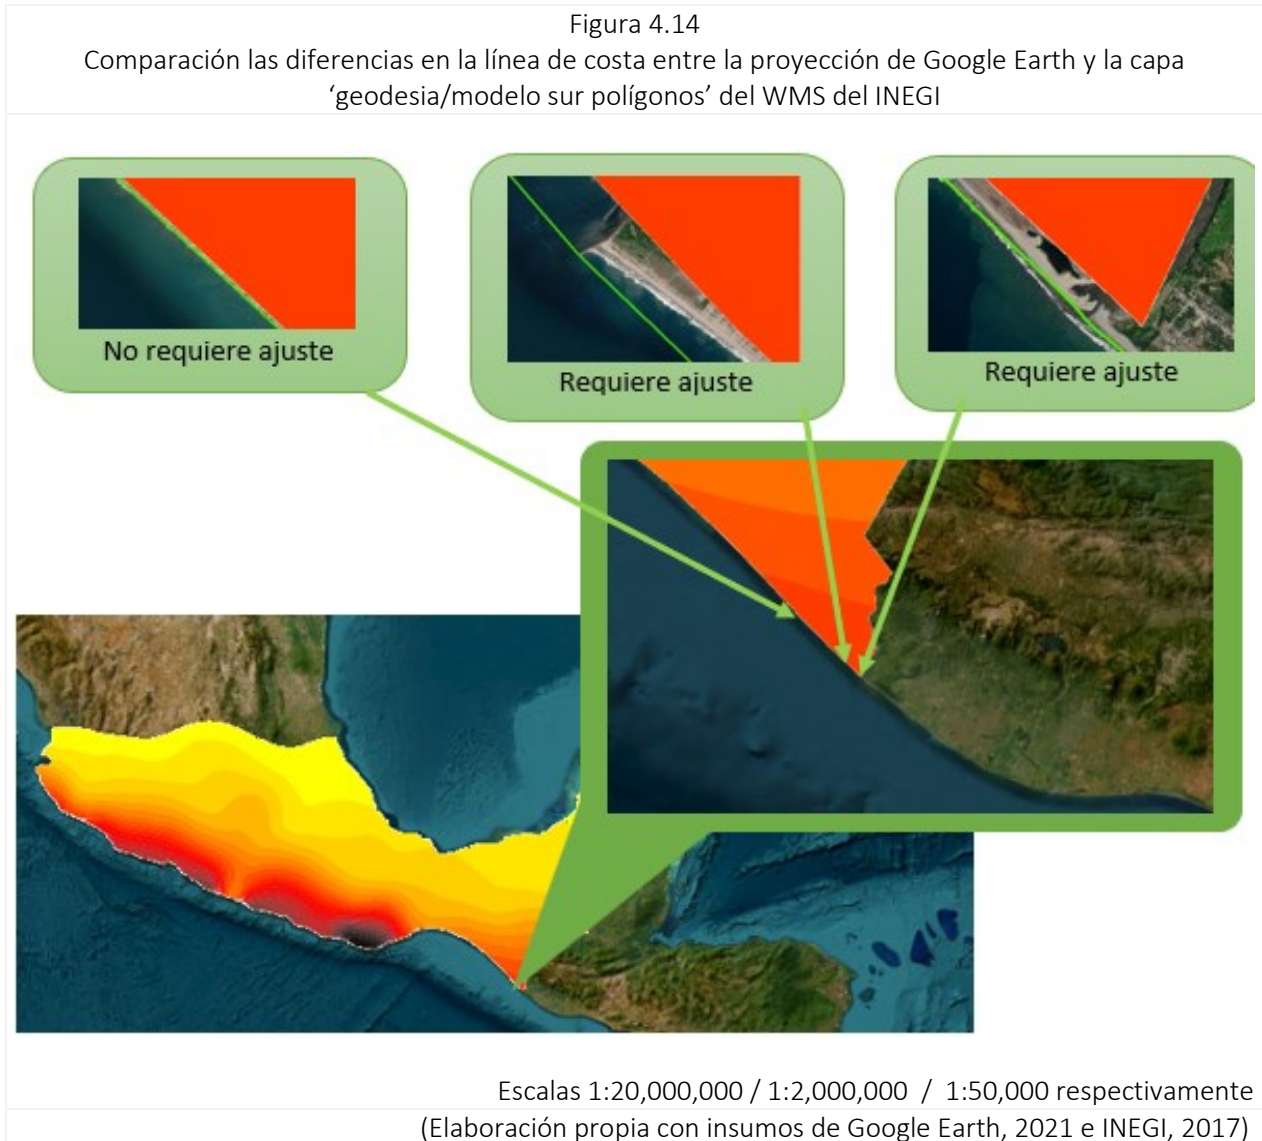 Figura 4.14
Comparación las diferencias en la línea de costa entre la proyección de Google Earth y la capa
‘geodesia/modelo sur polígonos’ del WMS del INEGI
No requiere ajuste
Requiere ajuste
Requiere ajuste
Escalas 1:20,000,000 / 1:2,000,000 / 1:50,000 respectivamente
(Elaboración propia con insumos de Google Earth, 2021 e INEGI, 2017)